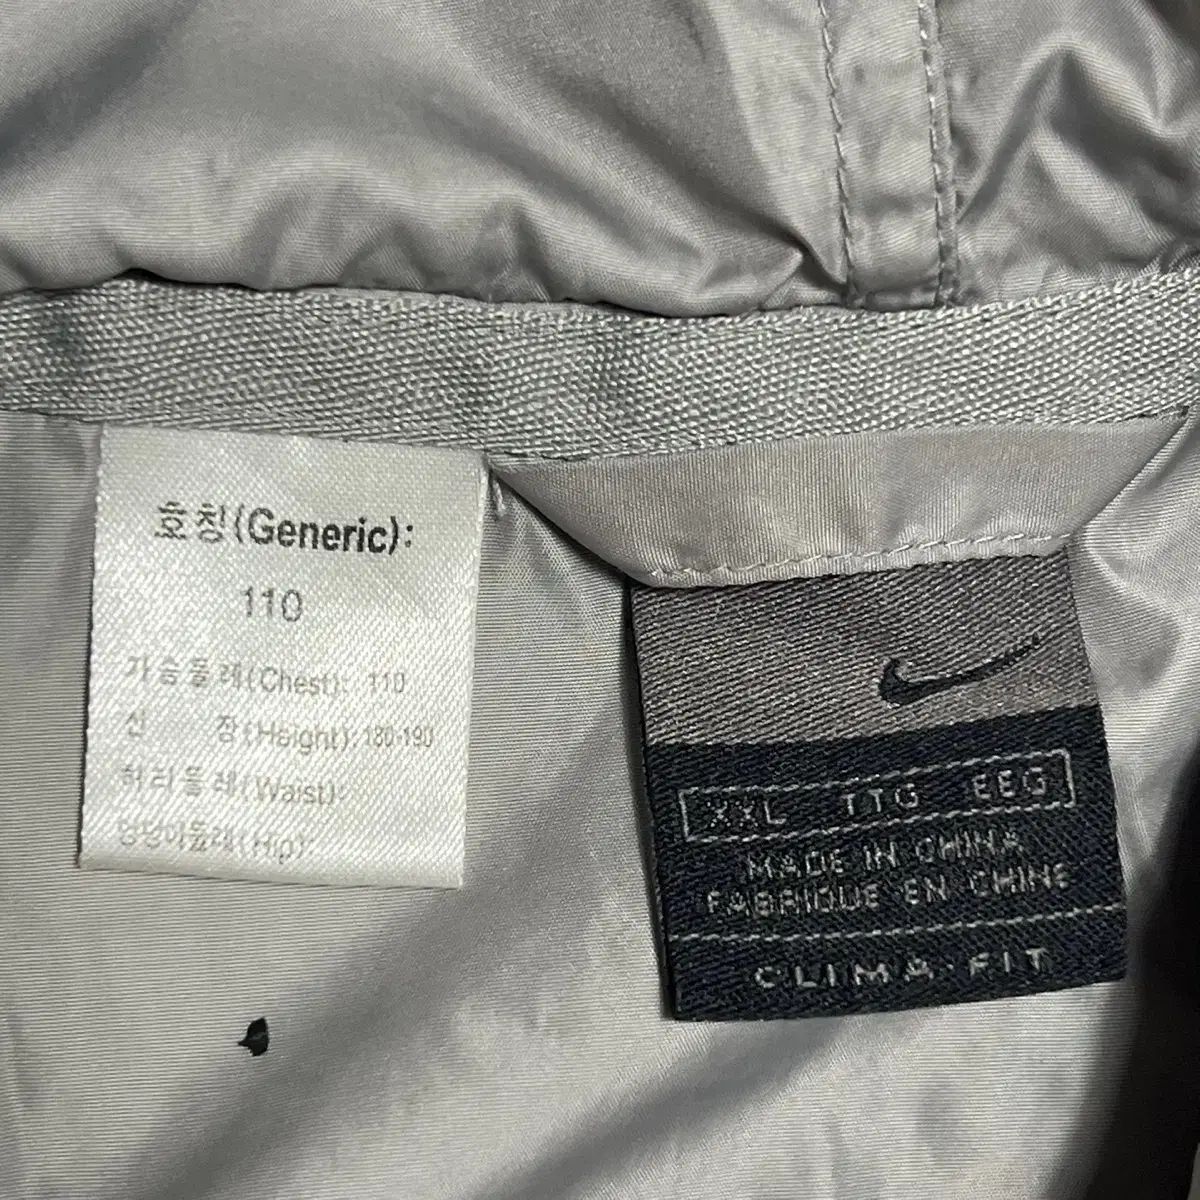 호칭(Generic):
110
가슴둘레(Chest): 110
신 장(Height): 180-190
허리둘레(Waist):
엉덩이둘레(Hip):
XXL TTG EEG
MADE IN CHINA
FABRIQUE EN CHINE
CLIMA-FIT